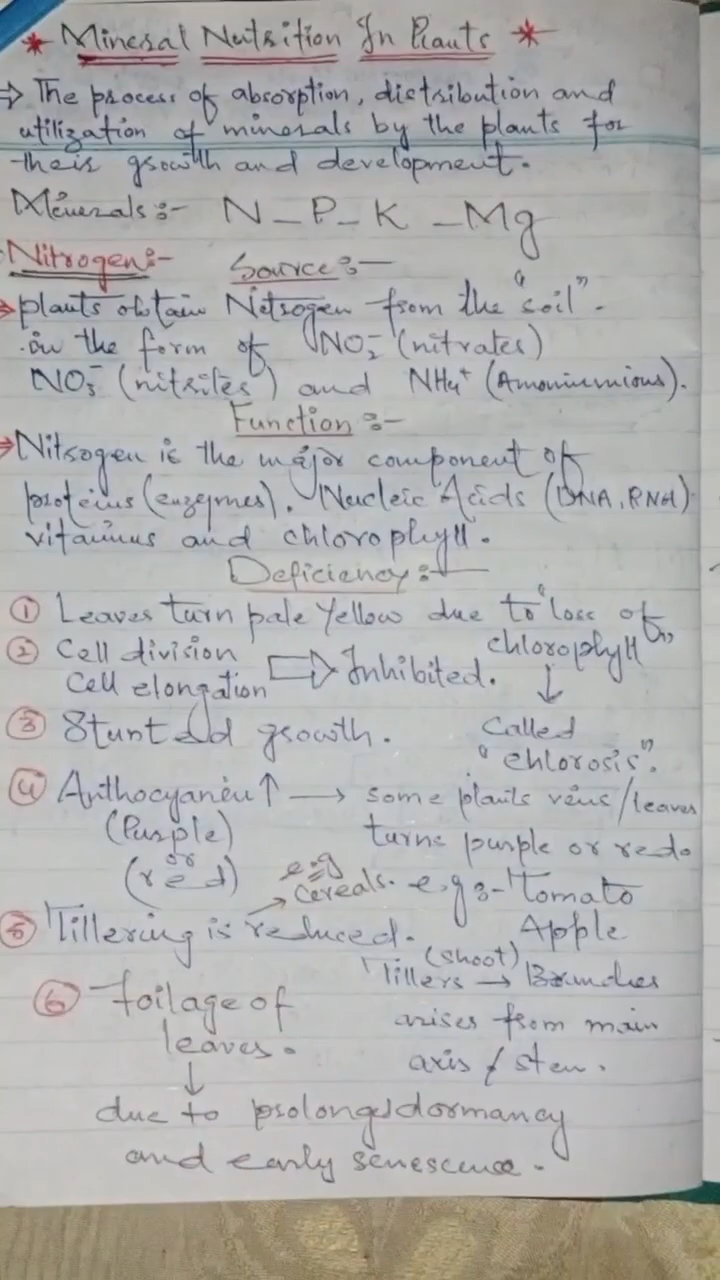 * Mineral Nutrition In Plants *
⇒ The process of absorption, distribution and
utilization of minerals by the plants for
their growth and development.
Minerals:- N - P - K - Mg
Nitrogen:- Source:-
→ plants obtain Nitrogen from the "soil".
in the form of NO₂⁻ (nitrates)
NO₃⁻ (nitrites) and NH₄⁺ (Amoniumious).
Function:-
→ Nitrogen is the major component of
proteins (enzymes). Nucleic Acids (DNA, RNA)
vitamins and chlorophyll.
Deficiency:-
① Leaves turn pale Yellow due to "loss of
chlorophyll"
② Cell division
Cell elongation ⇒ Inhibited.
↓
③ Stunted growth.
Called
"chlorosis".
④ Anthocyanin ↑ → some plants veins/leaves
(Purple) turns purple or red.
or
(red)
e.g
cereals. e.g:- Tomato
Apple
⑤ Tillering is reduced.
(shoot)
Tillers → Branches
arises from main
axis / stem.
⑥ Foilage of
leaves.
↓
due to prolonged dormancy
and early senescence.